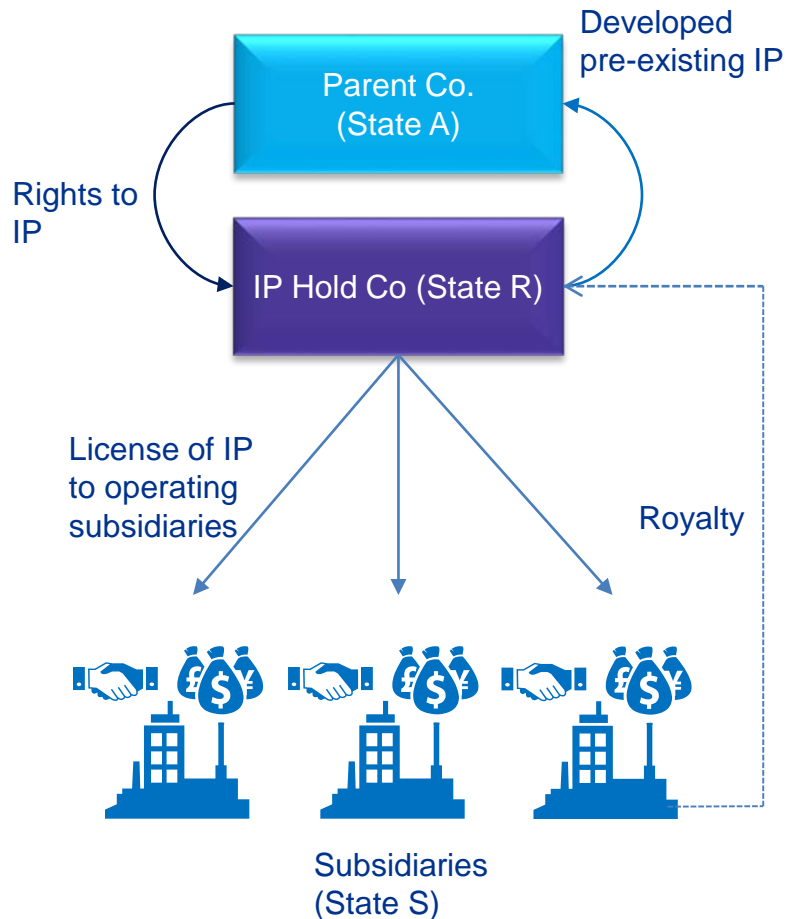 Developed
pre-existing IP
Parent Co.
(State A)
Rights to
IP
IP Hold Co (State R)
License of IP
to operating
subsidiaries
Royalty
£ $ ¥
£ $ ¥
£ $ ¥
Subsidiaries
(State S)